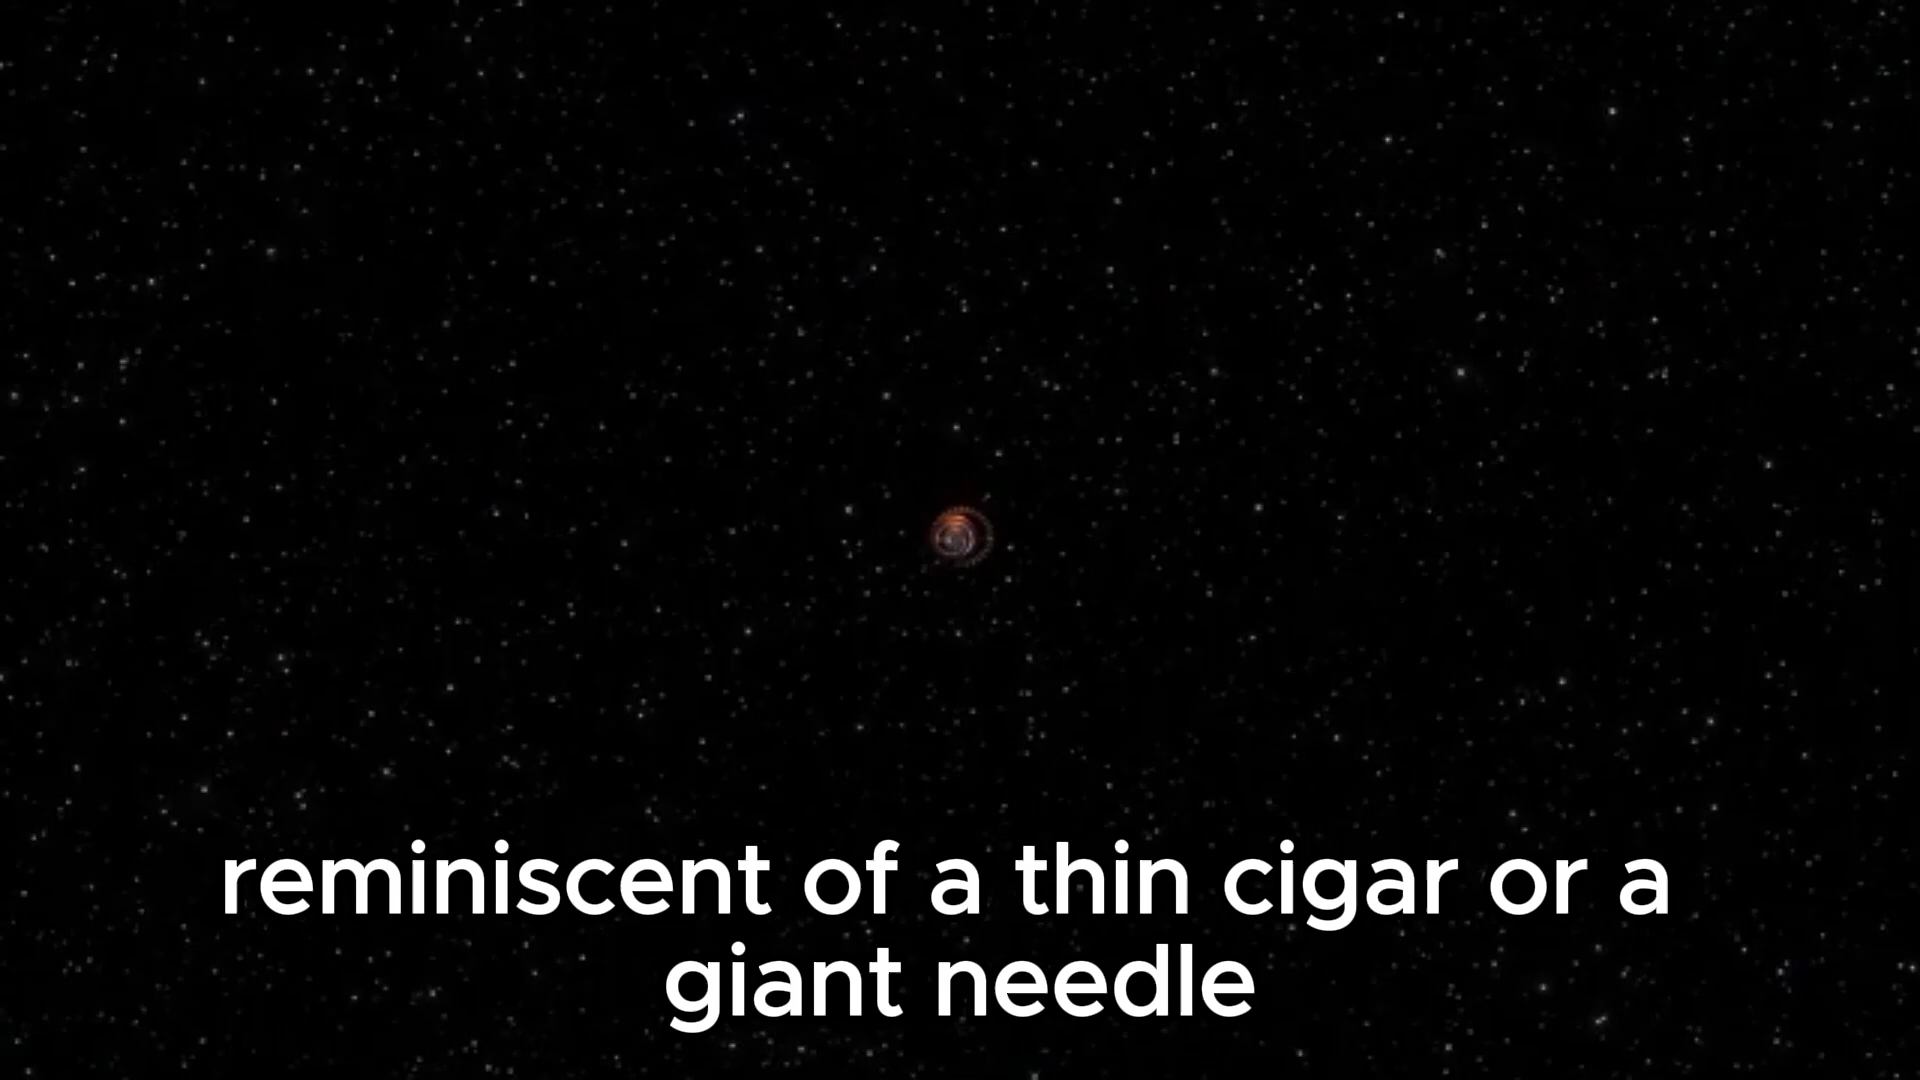 reminiscent of a thin cigar or a
giant needle